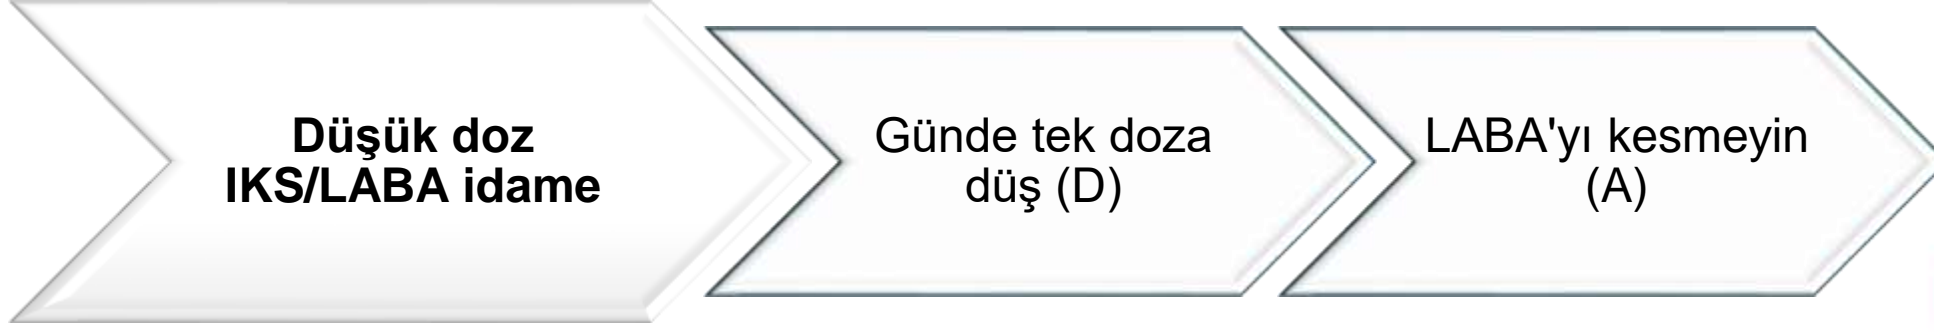 Düşük doz
IKS/LABA idame
Günde tek doza
düş (D)
LABA'yı kesmeyin
(A)